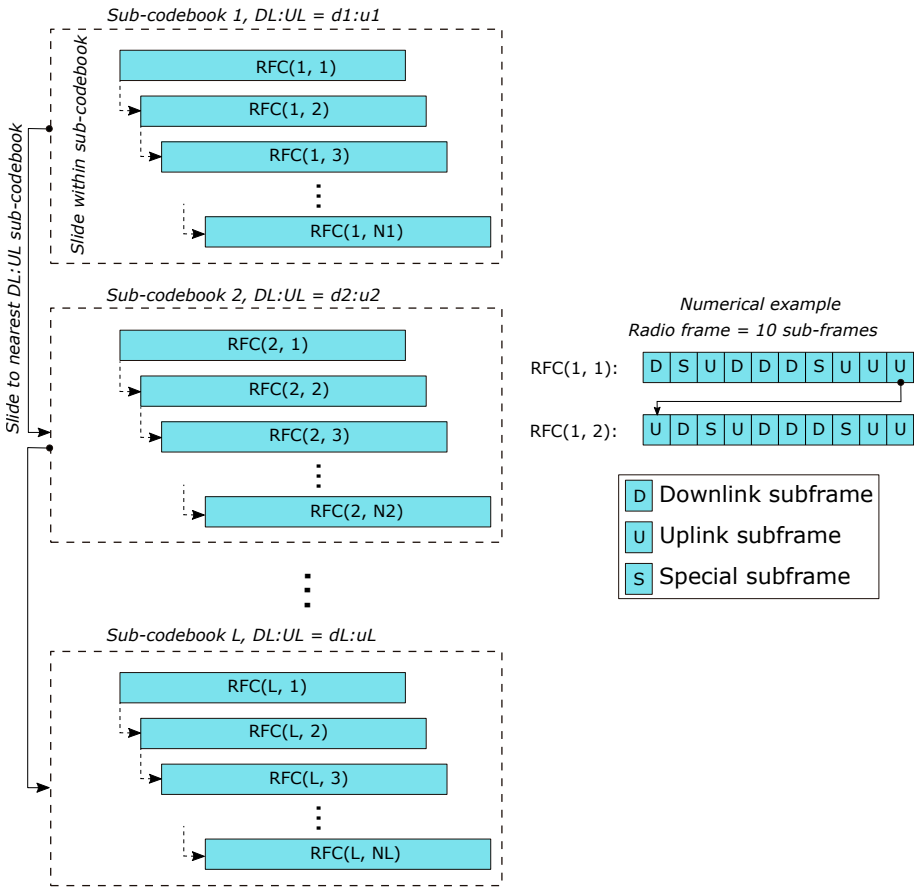 Sub-codebook 1, DL:UL = d1:u1
Slide to nearest DL:UL sub-codebook
Slide within sub-codebook
RFC(1, 1)
RFC(1, 2)
RFC(1, 3)
RFC(1, N1)
Sub-codebook 2, DL:UL = d2:u2
RFC(2, 1)
RFC(2, 2)
RFC(2, 3)
RFC(2, N2)
Sub-codebook L, DL:UL = dL:uL
RFC(L, 1)
RFC(L, 2)
RFC(L, 3)
RFC(L, NL)
Numerical example
Radio frame = 10 sub-frames
RFC(1, 1): D S U D D D S U U U
RFC(1, 2): U D S U D D D S U U
D Downlink subframe
U Uplink subframe
S Special subframe